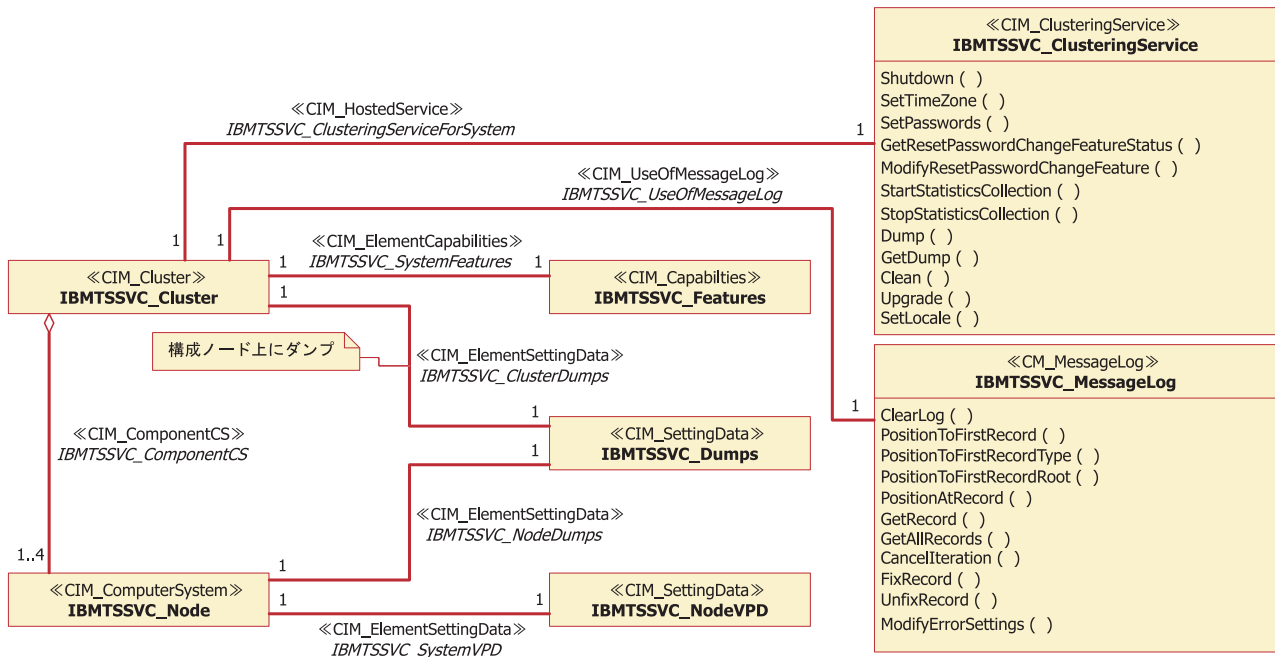 ≪CIM_ClusteringService≫
IBMTSSVC_ClusteringService
Shutdown ( )
SetTimeZone ( )
SetPasswords ( )
GetResetPasswordChangeFeatureStatus ( )
ModifyResetPasswordChangeFeature ( )
StartStatisticsCollection ( )
StopStatisticsCollection ( )
Dump ( )
GetDump ( )
Clean ( )
Upgrade ( )
SetLocale ( )
≪CIM_HostedService≫
IBMTSSVC_ClusteringServiceForSystem
1
1
≪CIM_UseOfMessageLog≫
IBMTSSVC_UseOfMessageLog
1
1
≪CIM_ElementCapabilities≫
IBMTSSVC_SystemFeatures
1
1
≪CIM_Cluster≫
IBMTSSVC_Cluster
≪CIM_Capabilties≫
IBMTSSVC_Features
1
構成ノード上にダンプ
≪CIM_ElementSettingData≫
IBMTSSVC_ClusterDumps
1
≪CM_MessageLog≫
IBMTSSVC_MessageLog
ClearLog ( )
PositionToFirstRecord ( )
PositionToFirstRecordType ( )
PositionToFirstRecordRoot ( )
PositionAtRecord ( )
GetRecord ( )
GetAllRecords ( )
CancelIteration ( )
FixRecord ( )
UnfixRecord ( )
ModifyErrorSettings ( )
≪CIM_ComponentCS≫
IBMTSSVC_ComponentCS
≪CIM_SettingData≫
IBMTSSVC_Dumps
1
≪CIM_ElementSettingData≫
IBMTSSVC_NodeDumps
1..4
1
≪CIM_ComputerSystem≫
IBMTSSVC_Node
1
1
≪CIM_SettingData≫
IBMTSSVC_NodeVPD
≪CIM_ElementSettingData≫
IBMTSSVC_SystemVPD